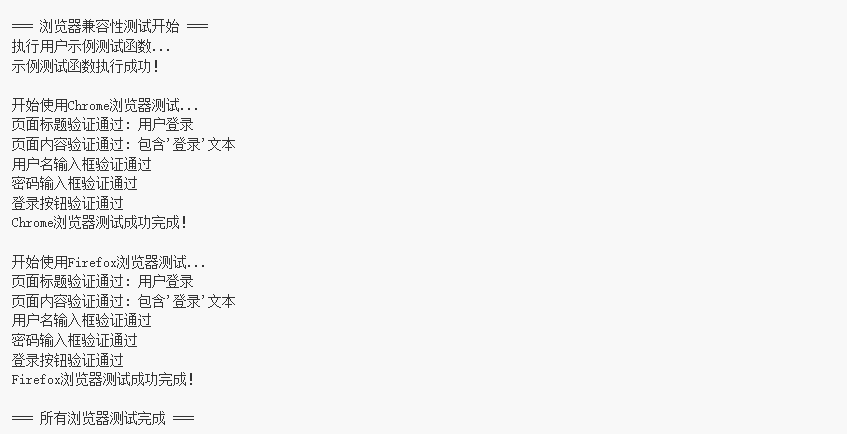 === 浏览器兼容性测试开始 ===
执行用户示例测试函数...
示例测试函数执行成功!
开始使用Chrome浏览器测试...
页面标题验证通过: 用户登录
页面内容验证通过: 包含'登录'文本
用户名输入框验证通过
密码输入框验证通过
登录按钮验证通过
Chrome浏览器测试成功完成!
开始使用Firefox浏览器测试...
页面标题验证通过: 用户登录
页面内容验证通过: 包含'登录'文本
用户名输入框验证通过
密码输入框验证通过
登录按钮验证通过
Firefox浏览器测试成功完成!
=== 所有浏览器测试完成 ===